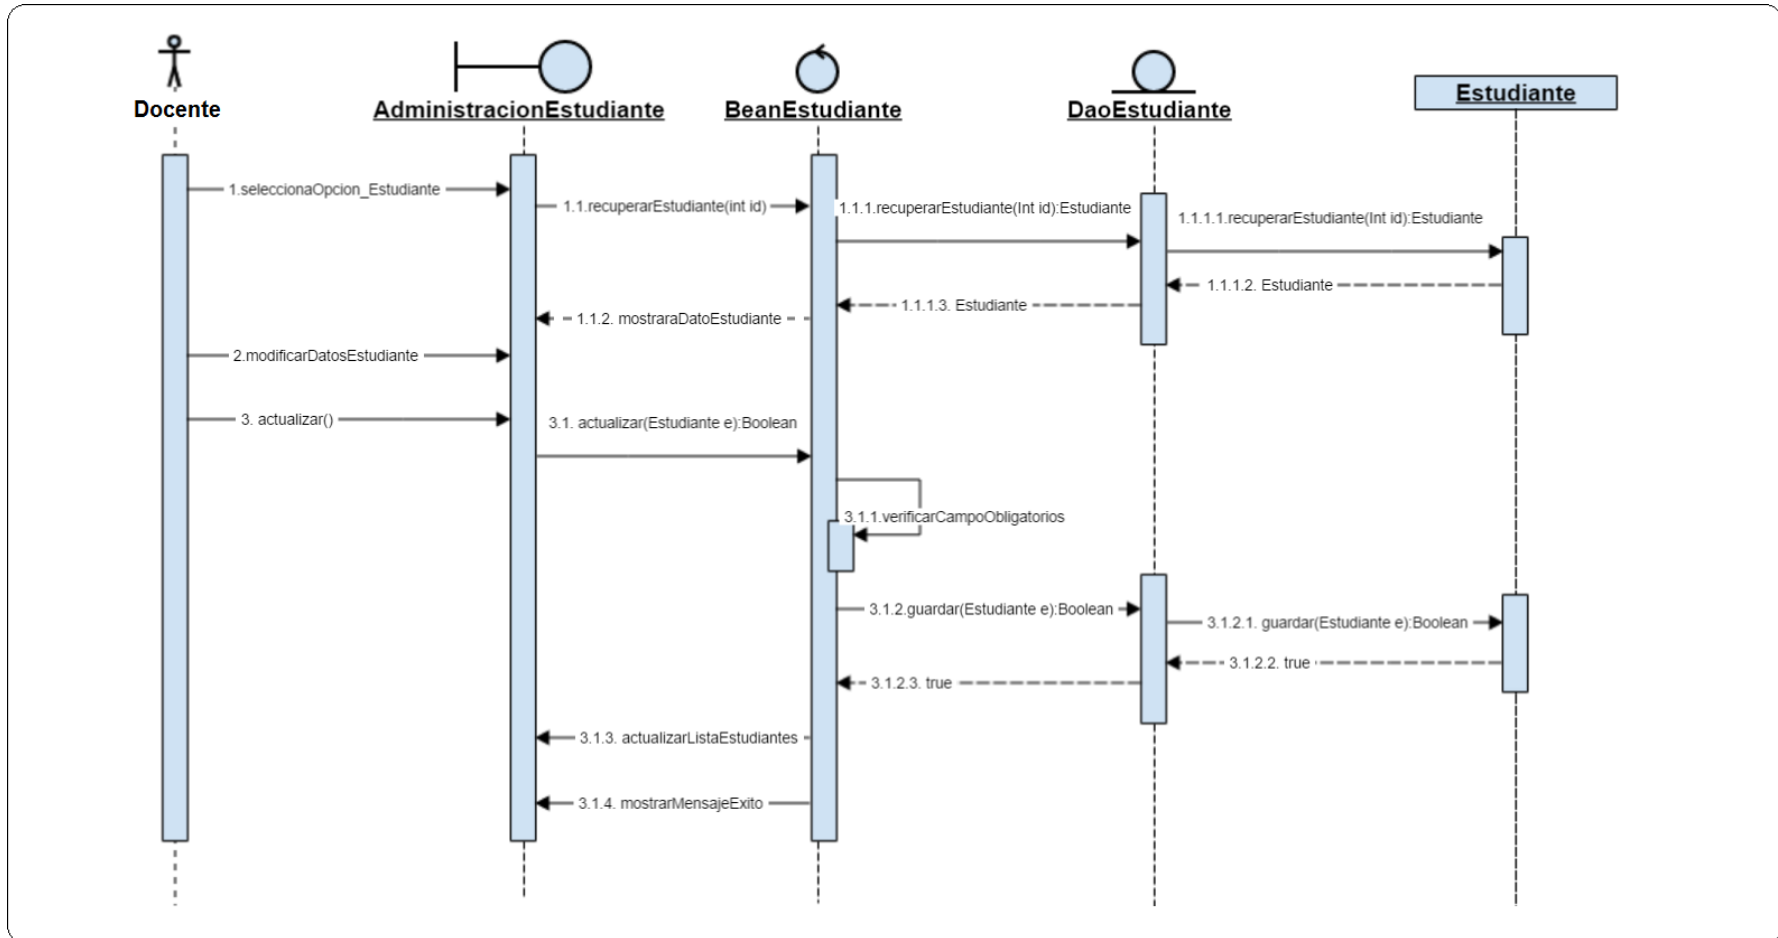 Docente
AdministracionEstudiante
BeanEstudiante
DaoEstudiante
Estudiante
1.seleccionaOpcion_Estudiante
1.1.recuperarEstudiante(int id)
1.1.1.recuperarEstudiante(Int id):Estudiante
1.1.1.1.recuperarEstudiante(Int id):Estudiante
1.1.1.2. Estudiante
1.1.1.3. Estudiante
1.1.2. mostraraDatoEstudiante
2.modificarDatosEstudiante
3. actualizar()
3.1. actualizar(Estudiante e):Boolean
3.1.1.verificarCampoObligatorios
3.1.2.guardar(Estudiante e):Boolean
3.1.2.1. guardar(Estudiante e):Boolean
3.1.2.2. true
3.1.2.3. true
3.1.3. actualizarListaEstudiantes
3.1.4. mostrarMensajeExito